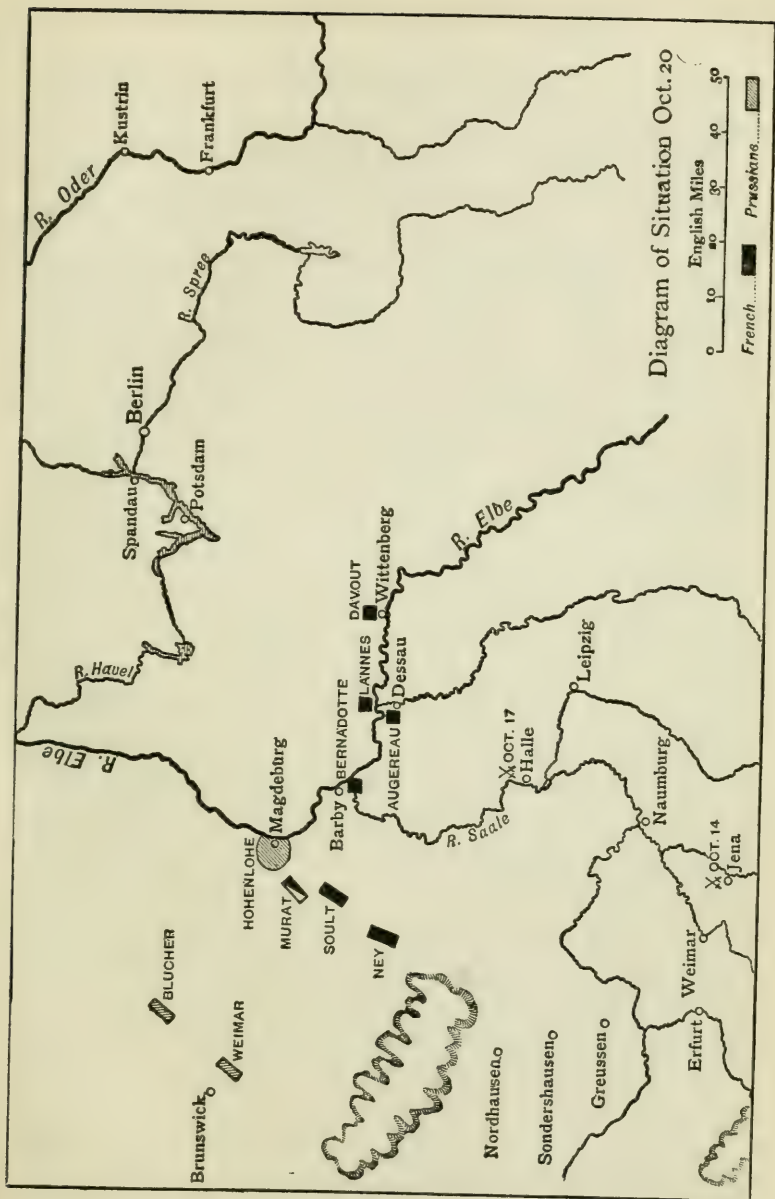 R. Oder
Kustrin
Frankfurt
R. Spree
Berlin
Spandau
Potsdam
R. Havel
R. Elbe
Magdeburg
HOHENLOHE
BLUCHER
WEIMAR
Brunswick
MURAT
SOULT
NEY
Barby
BERNADOTTE
LANNES
DAVOUT
Wittenberg
R. Elbe
Dessau
AUGEREAU
R. Saale
OCT. 17
Halle
Leipzig
Naumburg
OCT. 14
Jena
Weimar
Erfurt
Nordhausen
Sondershausen
Greussen
Diagram of Situation Oct. 20
English Miles
0 10 20 30 40 50
French...... Prussians......